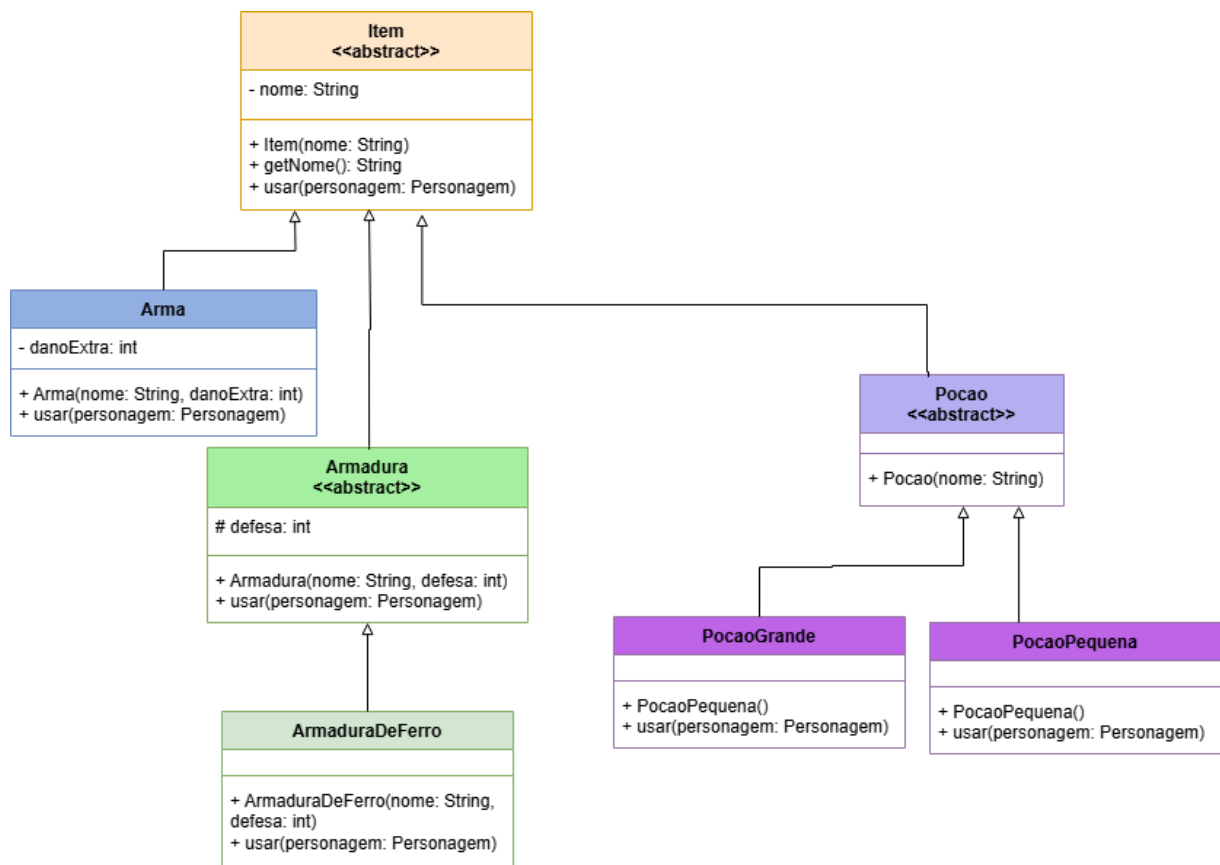 Item
<<abstract>>
- nome: String
+ Item(nome: String)
+ getNome(): String
+ usar(personagem: Personagem)
Arma
- danoExtra: int
+ Arma(nome: String, danoExtra: int)
+ usar(personagem: Personagem)
Armadura
<<abstract>>
# defesa: int
+ Armadura(nome: String, defesa: int)
+ usar(personagem: Personagem)
ArmaduraDeFerro
+ ArmaduraDeFerro(nome: String,
defesa: int)
+ usar(personagem: Personagem)
Pocao
<<abstract>>
+ Pocao(nome: String)
PocaoGrande
+ PocaoPequena()
+ usar(personagem: Personagem)
PocaoPequena
+ PocaoPequena()
+ usar(personagem: Personagem)